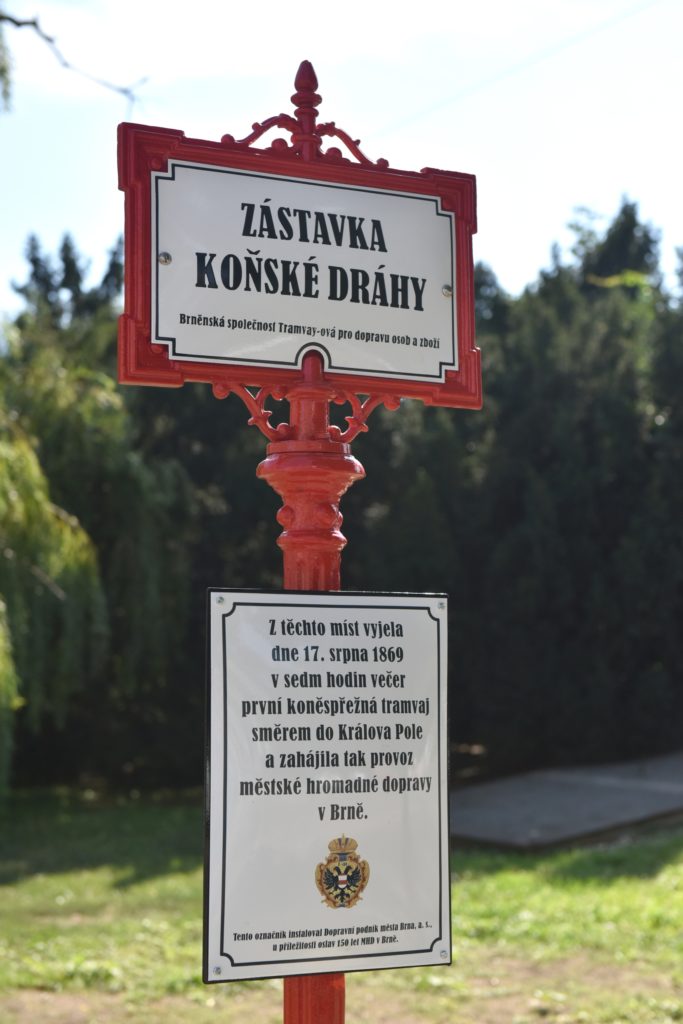 ZÁSTAVKA
KOŇSKÉ DRÁHY
Brněnská společnost Tramvay-ová pro dopravu osob a zboží
Z těchto míst vyjela
dne 17. srpna 1869
v sedm hodin večer
první koněspřežná tramvaj
směrem do Králova Pole
a zahájila tak provoz
městské hromadné dopravy
v Brně.
Tento označník instaloval Dopravní podnik města Brna, a. s.,
u příležitosti oslav 150 let MHD v Brně.